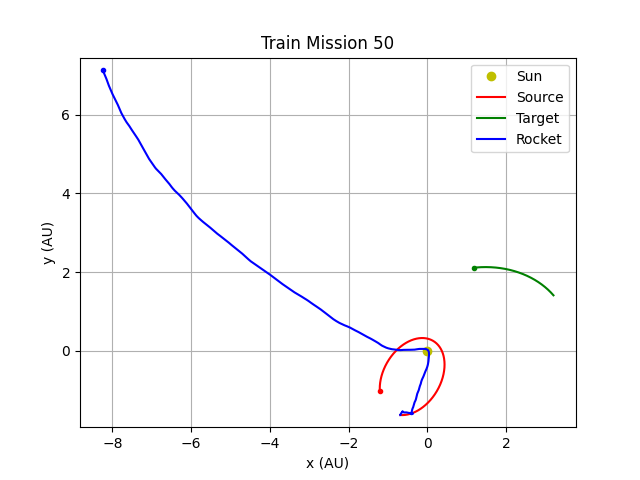 Train Mission 50
Sun
Source
Target
Rocket
y (AU)
6
4
2
0
−8
−6
−4
−2
0
2
x (AU)